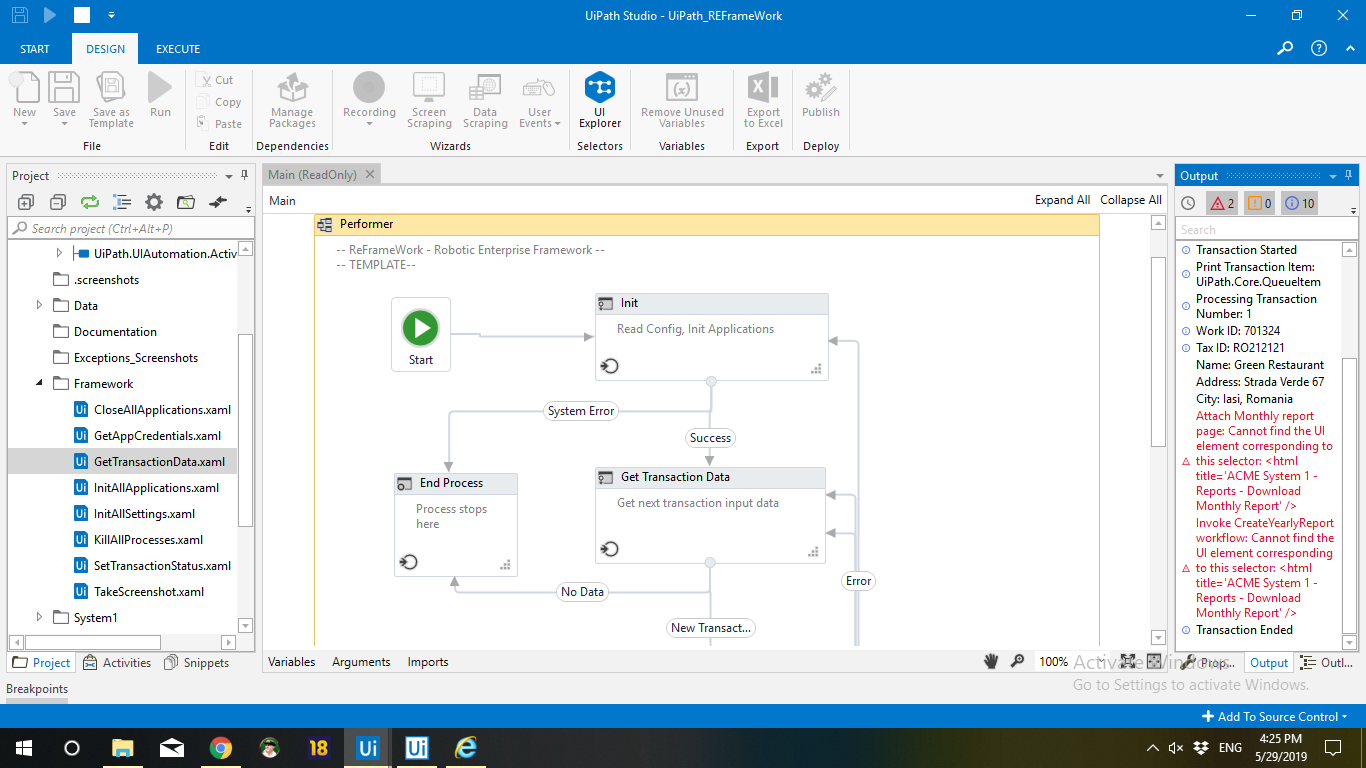 UiPath Studio - UiPath_REFrameWork
START
DESIGN
EXECUTE
New
Save
Save as
Template
Run
File
Cut
Copy
Paste
Edit
Manage
Packages
Dependencies
Recording
Screen
Scraping
Data
Scraping
User
Events
Wizards
UI
Explorer
Selectors
Remove Unused
Variables
Variables
Export
to Excel
Export
Publish
Deploy
Project
Search project (Ctrl+Alt+P)
UiPath.UIAutomation.Activ
.screenshots
Data
Documentation
Exceptions_Screenshots
Framework
CloseAllApplications.xaml
GetAppCredentials.xaml
GetTransactionData.xaml
InitAllApplications.xaml
InitAllSettings.xaml
KillAllProcesses.xaml
SetTransactionStatus.xaml
TakeScreenshot.xaml
System1
Project
Activities
Snippets
Breakpoints
Main (ReadOnly)
Main
Expand All
Collapse All
Performer
-- ReFrameWork - Robotic Enterprise Framework --
-- TEMPLATE--
Start
Init
Read Config, Init Applications
System Error
Success
End Process
Process stops
here
Get Transaction Data
Get next transaction input data
No Data
Error
New Transact...
Variables
Arguments
Imports
100%
Output
2
0
10
Search
Transaction Started
Print Transaction Item:
UiPath.Core.QueueItem
Processing Transaction
Number: 1
Work ID: 701324
Tax ID: RO212121
Name: Green Restaurant
Address: Strada Verde 67
City: Iasi, Romania
Attach Monthly report
page: Cannot find the UI
element corresponding to
this selector: <html
title='ACME System 1 -
Reports - Download
Monthly Report' />
Invoke CreateYearlyReport
workflow: Cannot find the
UI element corresponding
to this selector: <html
title='ACME System 1 -
Reports - Download
Monthly Report' />
Transaction Ended
Prop...
Output
Outl...
Activate Windows
Go to Settings to activate Windows.
Add To Source Control
18
Ui
Ui
ENG
4:25 PM
5/29/2019